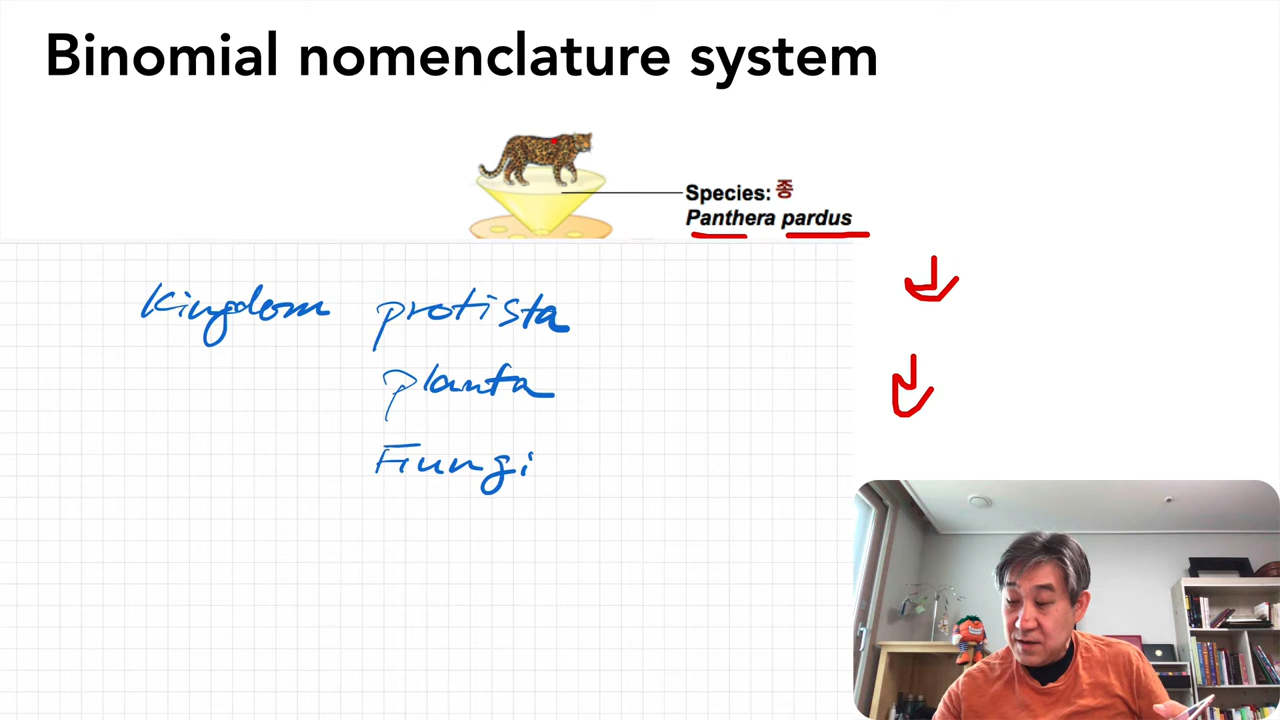 Binomial nomenclature system
Species: 종
Panthera pardus
Kingdom protista
planta
Fungi